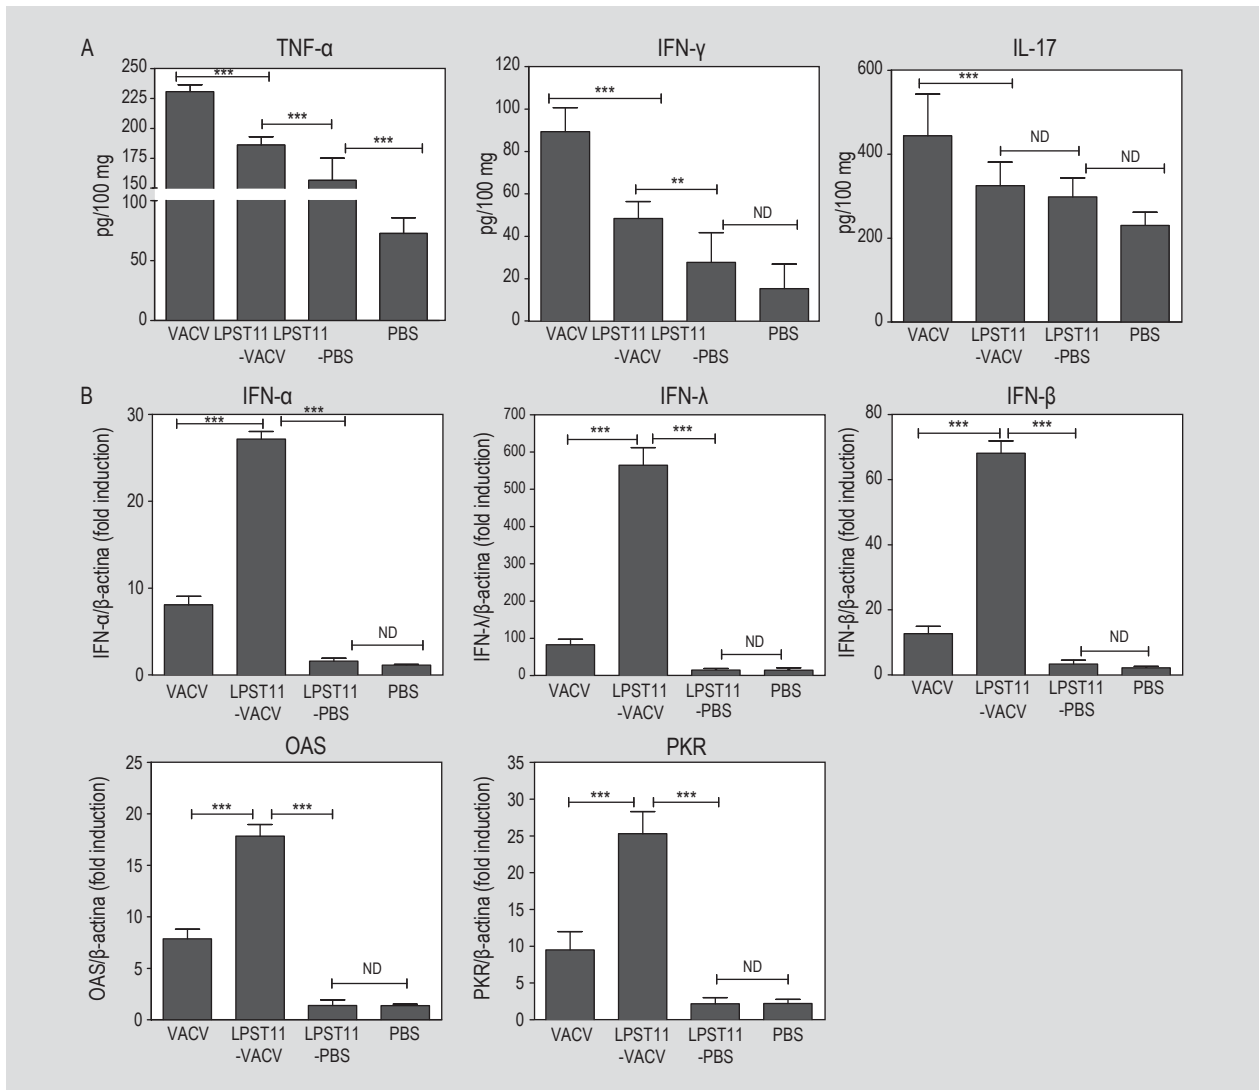 A
TNF-α
250
225
200
175
150
100
50
0
pg/100 mg
***
***
***
VACV LPST11 LPST11 PBS
-VACV -PBS
IFN-γ
120
100
80
60
40
20
0
pg/100 mg
***
**
ND
VACV LPST11 LPST11 PBS
-VACV -PBS
IL-17
600
400
200
0
pg/100 mg
***
ND
ND
VACV LPST11 LPST11 PBS
-VACV -PBS
B
IFN-α
30
20
10
0
IFN-α/β-actina (fold induction)
***
***
ND
VACV LPST11 LPST11 PBS
-VACV -PBS
IFN-λ
700
600
500
400
300
200
100
0
IFN-λ/β-actina (fold induction)
***
***
ND
VACV LPST11 LPST11 PBS
-VACV -PBS
IFN-β
80
60
40
20
0
IFN-β/β-actina (fold induction)
***
***
ND
VACV LPST11 LPST11 PBS
-VACV -PBS
OAS
25
20
15
10
5
0
OAS/β-actina (fold induction)
***
***
ND
VACV LPST11 LPST11 PBS
-VACV -PBS
PKR
35
30
25
20
15
10
5
0
PKR/β-actina (fold induction)
***
***
ND
VACV LPST11 LPST11 PBS
-VACV -PBS